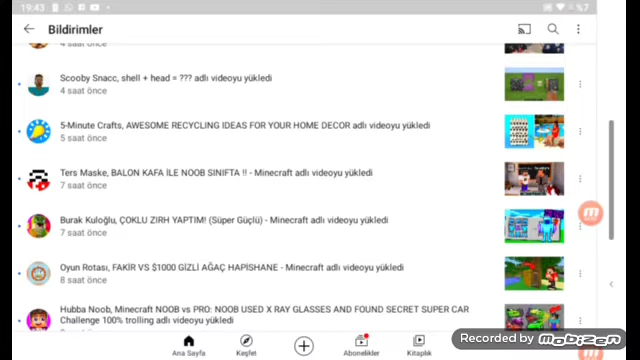 19:43
%7
Bildirimler
4 saat önce
Scooby Snacc, shell + head = ??? adlı videoyu yükledi
4 saat önce
5-Minute Crafts, AWESOME RECYCLING IDEAS FOR YOUR HOME DECOR adlı videoyu yükledi
5 saat önce
Ters Maske, BALON KAFA İLE NOOB SINIFTA !! - Minecraft adlı videoyu yükledi
7 saat önce
Burak Kuloğlu, ÇOKLU ZIRH YAPTIM! (Süper Güçlü) - Minecraft adlı videoyu yükledi
7 saat önce
Oyun Rotası, FAKİR VS $1000 GİZLİ AĞAÇ HAPİSHANE - Minecraft adlı videoyu yükledi
8 saat önce
Hubba Noob, Minecraft NOOB vs PRO: NOOB USED X RAY GLASSES AND FOUND SECRET SUPER CAR
Challenge 100% trolling adlı videoyu yükledi
Ana Sayfa
Keşfet
Abonelikler
Kitaplık
Recorded by mobizen